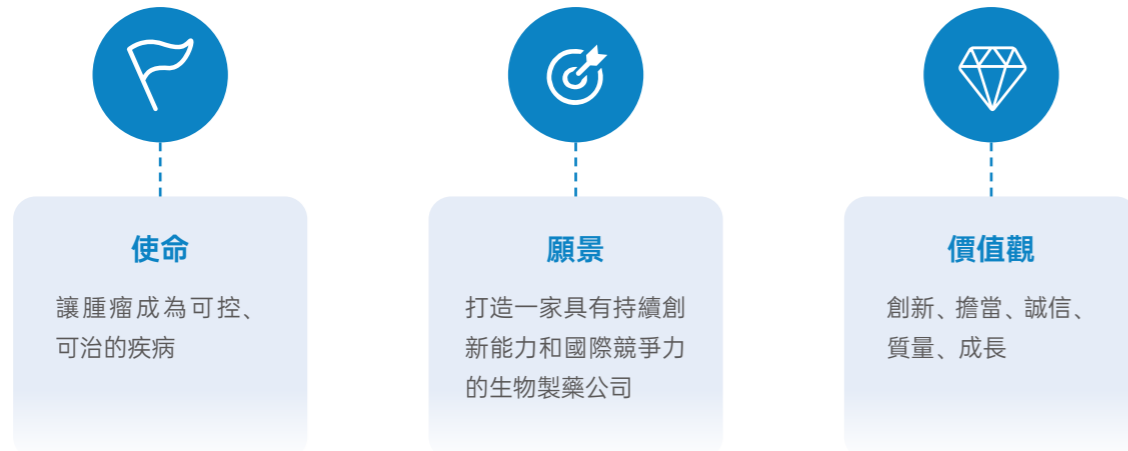 使命
讓腫瘤成為可控、
可治的疾病
願景
打造一家具有持續創
新能力和國際競爭力
的生物製藥公司
價值觀
創新、擔當、誠信、
質量、成長